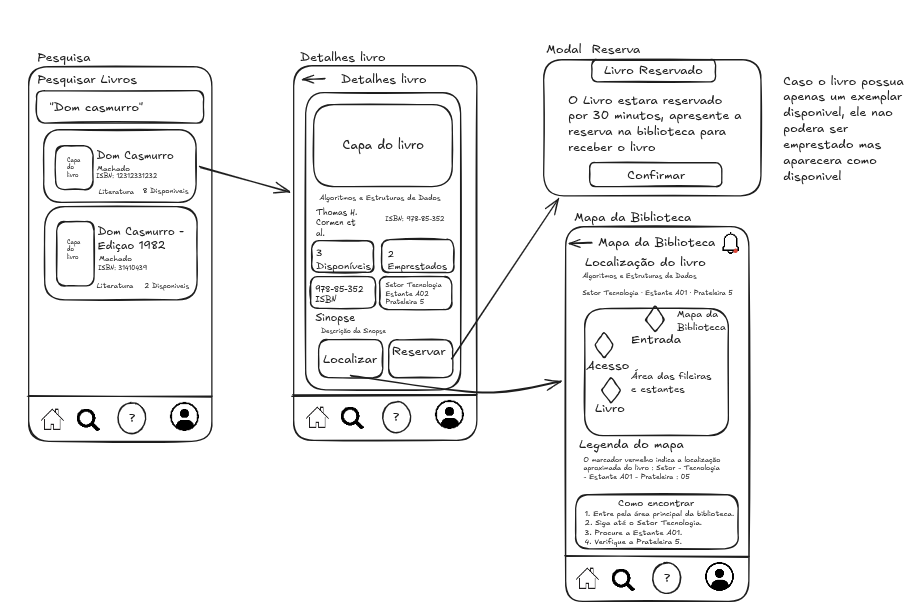 Pesquisa
Pesquisar Livros
"Dom casmurro"
Capa
do
livro
Dom Casmurro
Machado
ISBN: 1231233123.2
Literatura 8 Disponiveis
Capa
do
livro
Dom Casmurro -
Ediçao 1982
Machado
ISBN: 31410439
Literatura 2 Disponiveis
?
Detalhes livro
Detalhes livro
Capa do livro
Algoritmos e Estruturas de Dados
Thomas H.
Cormen et
al.
ISBN: 978-85-352
3
Disponíveis
2
Emprestados
978-85-352
ISBN
Setor Tecnologia
Estante A02
Prateleira 5
Sinopse
Descrição da Sinopse
Localizar
Reservar
?
Modal Reserva
Livro Reservado
O Livro estara reservado
por 30 minutos, apresente a
reserva na biblioteca para
receber o livro
Confirmar
Caso o livro possua
apenas um exemplar
disponivel, ele nao
podera ser
emprestado mas
aparecera como
disponivel
Mapa da Biblioteca
Mapa da Biblioteca
Localização do livro
Algoritmos e Estruturas de Dados
Setor Tecnologia · Estante A01 · Prateleira 5
Mapa da
Biblioteca
Entrada
Acesso
Área das fileiras
e estantes
Livro
Legenda do mapa
O marcador vermelho indica a localização
aproximada do livro : Setor - Tecnologia
- Estante A01 - Prateleira : 05
Como encontrar
1. Entre pela área principal da biblioteca.
2. Siga até o Setor Tecnologia.
3. Procure a Estante A01.
4. Verifique a Prateleira 5.
?